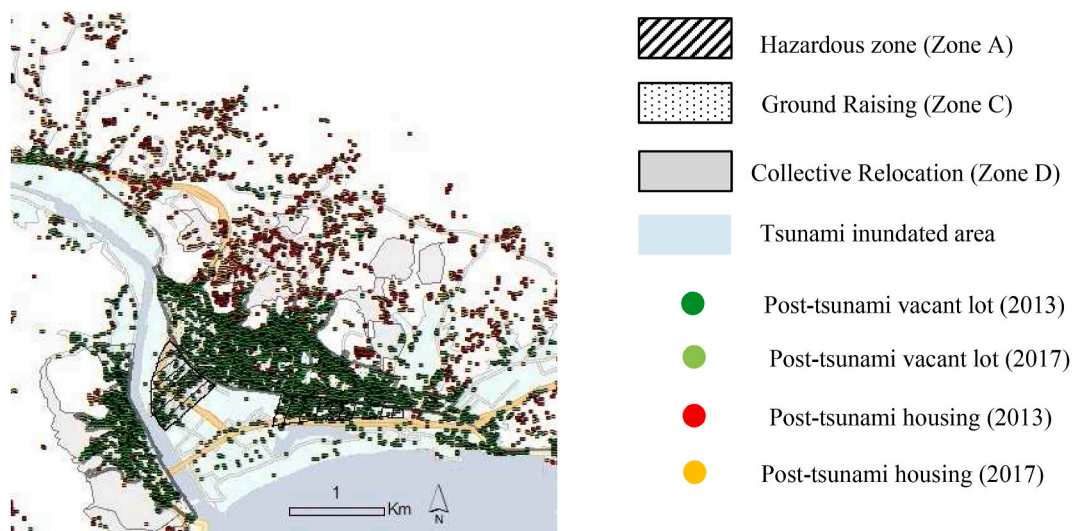 Hazardous zone (Zone A)
Ground Raising (Zone C)
Collective Relocation (Zone D)
Tsunami inundated area
Post-tsunami vacant lot (2013)
Post-tsunami vacant lot (2017)
Post-tsunami housing (2013)
Post-tsunami housing (2017)
1
Km
N